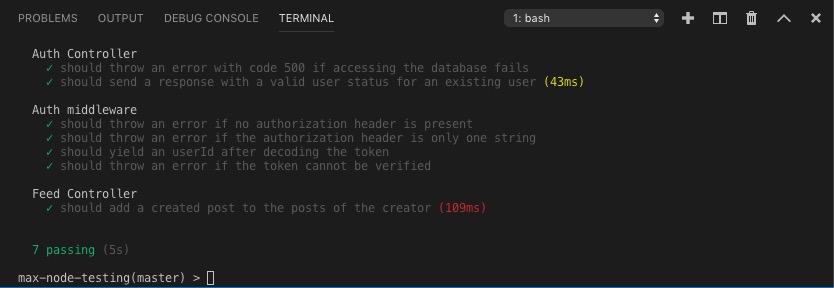 PROBLEMS OUTPUT DEBUG CONSOLE TERMINAL 1: bash
Auth Controller
✓ should throw an error with code 500 if accessing the database fails
✓ should send a response with a valid user status for an existing user (43ms)
Auth middleware
✓ should throw an error if no authorization header is present
✓ should throw an error if the authorization header is only one string
✓ should yield an userId after decoding the token
✓ should throw an error if the token cannot be verified
Feed Controller
✓ should add a created post to the posts of the creator (109ms)
7 passing (5s)
max-node-testing(master) >